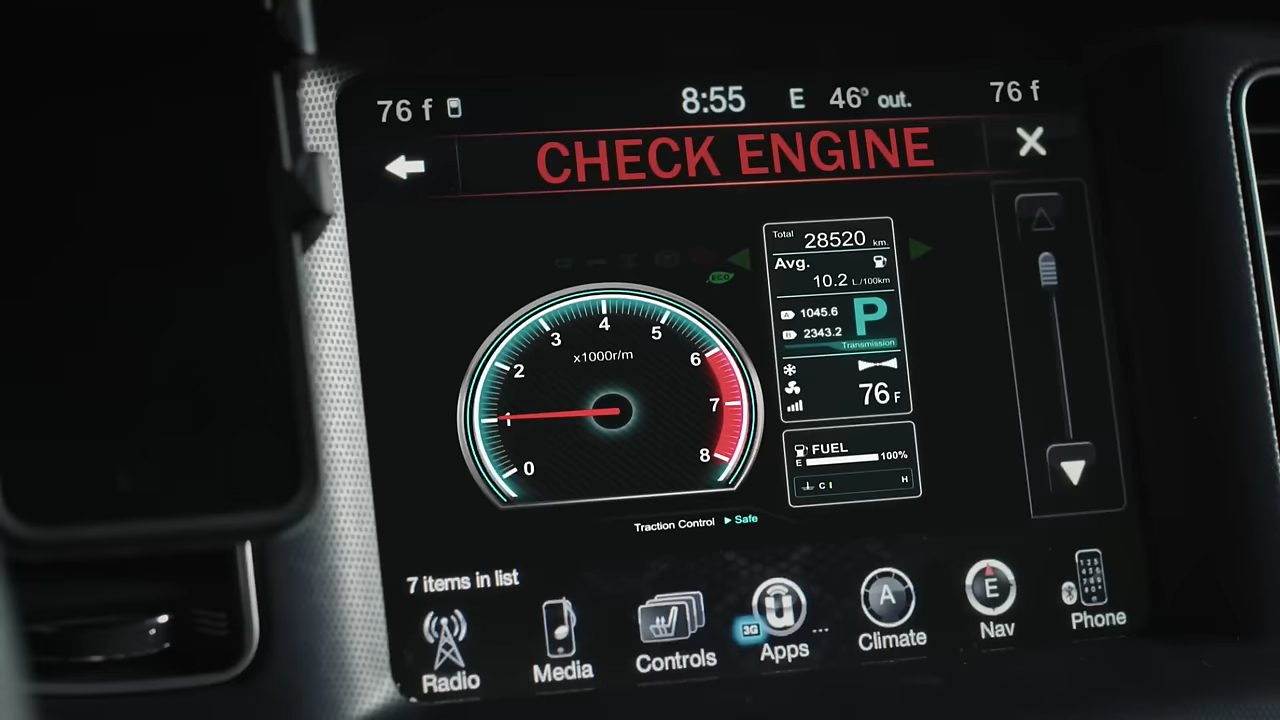 76 f
8:55 E 46° out.
76 f
CHECK ENGINE
Total 28520 km.
Avg.
10.2 L/100km
A 1045.6
B 2343.2
P
Transmission
76 F
FUEL
E 100%
C H
ECO
0 1 2 3 4 5 6 7 8
x1000r/m
Traction Control Safe
7 items in list
Radio
Media
Controls
3G
u
Apps
A
Climate
E
Nav
Phone